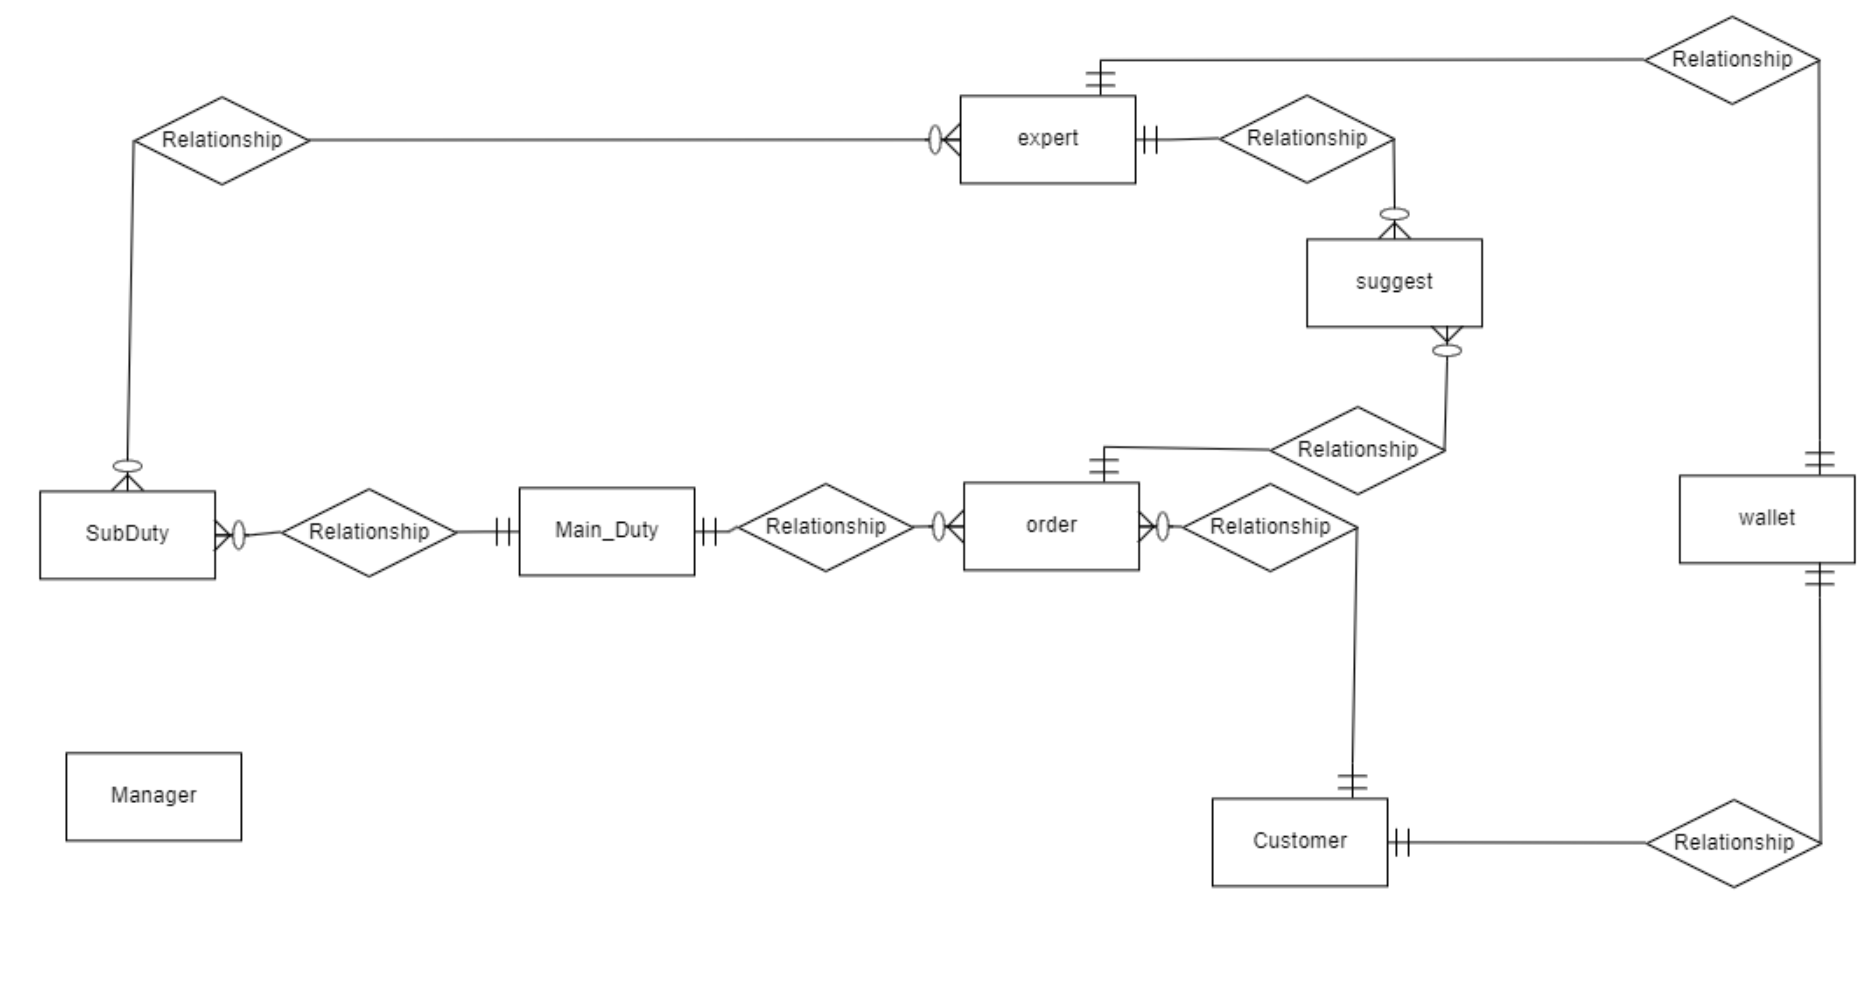 Relationship
Relationship
expert
Relationship
suggest
Relationship
SubDuty
Relationship
Main_Duty
Relationship
order
Relationship
wallet
Manager
Customer
Relationship